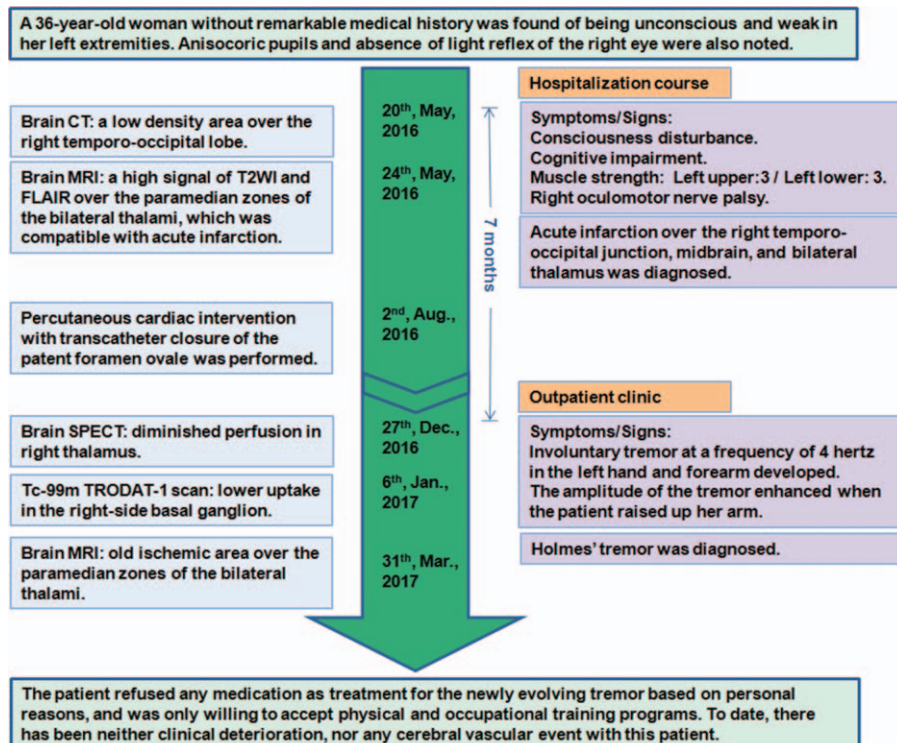 A 36-year-old woman without remarkable medical history was found of being unconscious and weak in
her left extremities. Anisocoric pupils and absence of light reflex of the right eye were also noted.
Hospitalization course
20th, May,
2016
Brain CT: a low density area over the
right temporo-occipital lobe.
Symptoms/Signs:
Consciousness disturbance.
Cognitive impairment.
Muscle strength: Left upper: 3 / Left lower: 3.
Right oculomotor nerve palsy.
24th, May,
2016
Brain MRI: a high signal of T2WI and
FLAIR over the paramedian zones of
the bilateral thalami, which was
compatible with acute infarction.
7 months
Acute infarction over the right temporo-
occipital junction, midbrain, and bilateral
thalamus was diagnosed.
2nd, Aug.,
2016
Percutaneous cardiac intervention
with transcatheter closure of the
patent foramen ovale was performed.
Outpatient clinic
27th, Dec.,
2016
Brain SPECT: diminished perfusion in
right thalamus.
Symptoms/Signs:
Involuntary tremor at a frequency of 4 hertz
in the left hand and forearm developed.
The amplitude of the tremor enhanced when
the patient raised up her arm.
6th, Jan.,
2017
Tc-99m TRODAT-1 scan: lower uptake
in the right-side basal ganglion.
Holmes' tremor was diagnosed.
31th, Mar.,
2017
Brain MRI: old ischemic area over the
paramedian zones of the bilateral
thalami.
The patient refused any medication as treatment for the newly evolving tremor based on personal
reasons, and was only willing to accept physical and occupational training programs. To date, there
has been neither clinical deterioration, nor any cerebral vascular event with this patient.